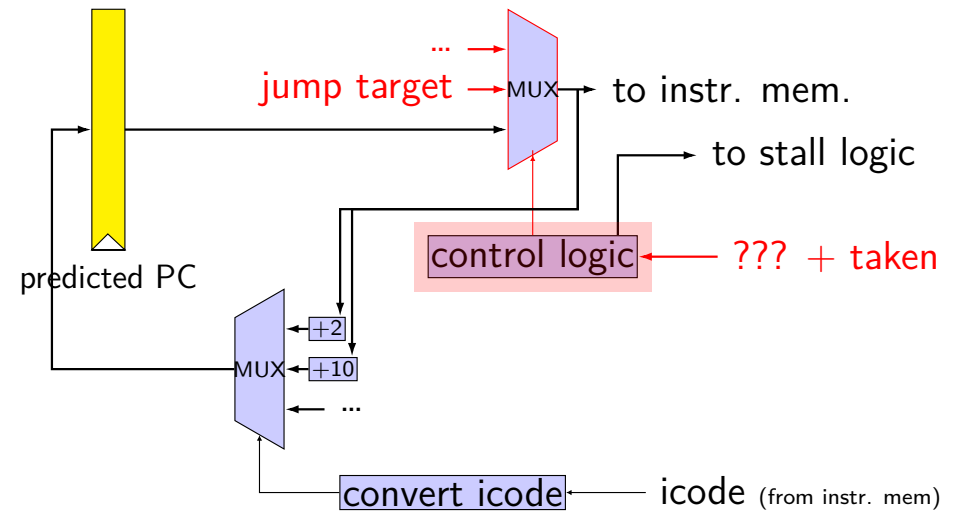 ...
jump target
MUX
to instr. mem.
to stall logic
control logic
??? + taken
predicted PC
+2
MUX
+10
...
convert icode
icode (from instr. mem)